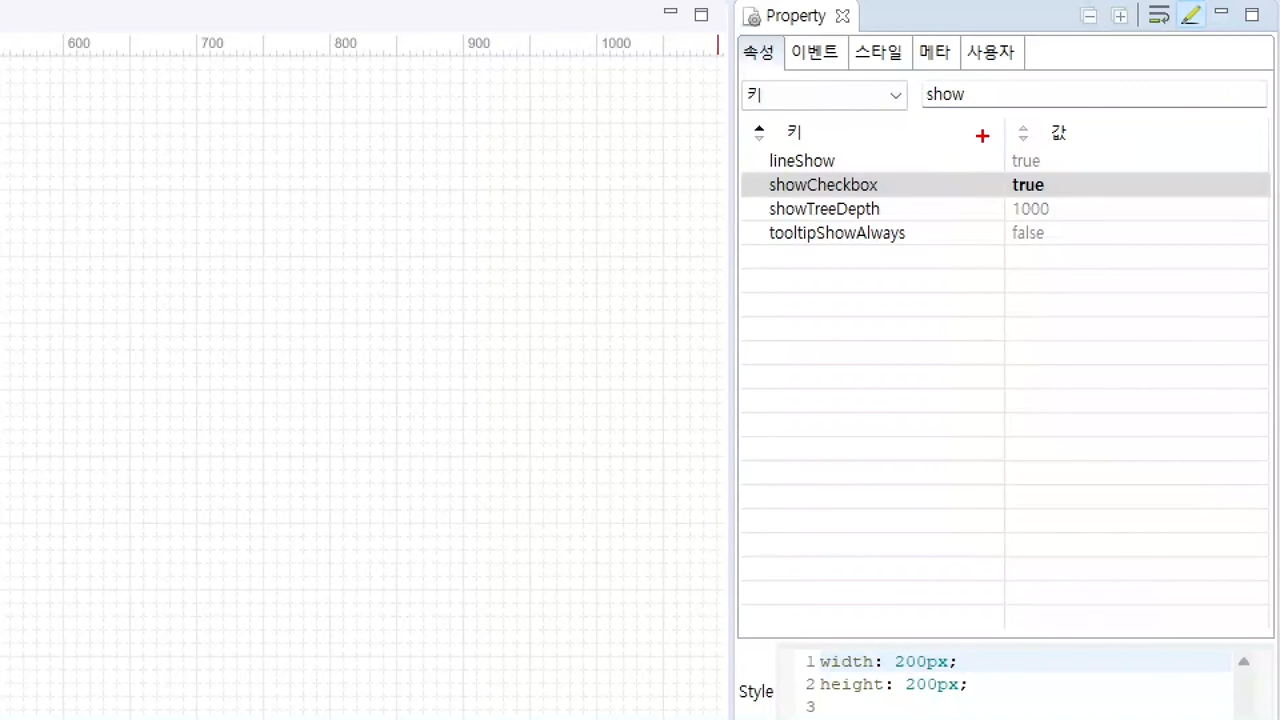 Property
600 700 800 900 1000
속성 이벤트 스타일 메타 사용자
키 show
키 값
lineShow true
showCheckbox true
showTreeDepth 1000
tooltipShowAlways false
Style
1 width: 200px;
2 height: 200px;
3